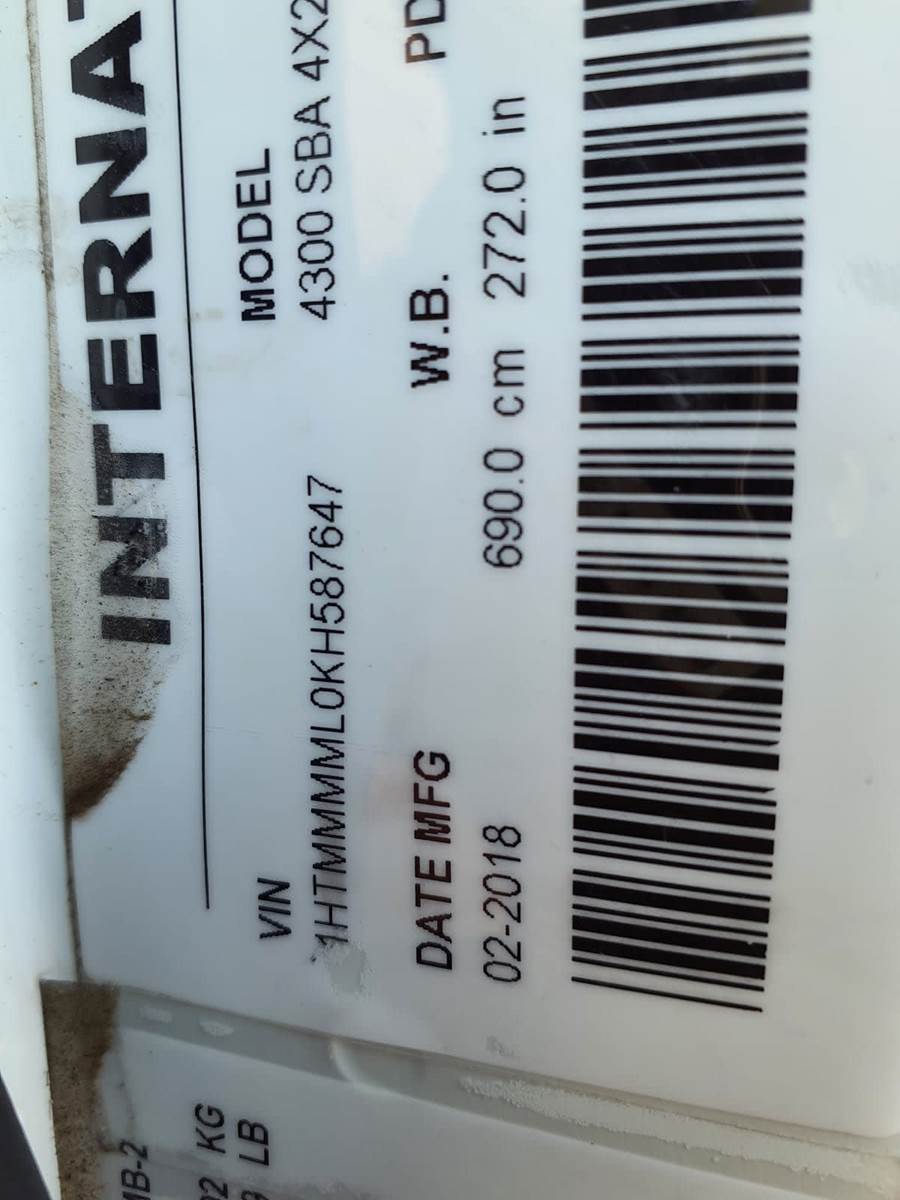 INTERNAT
VIN MODEL
1HTMMMML0KH587647 4300 SBA 4X2
DATE MFG W.B. PD
02-2018 690.0 cm 272.0 in
KG
LB